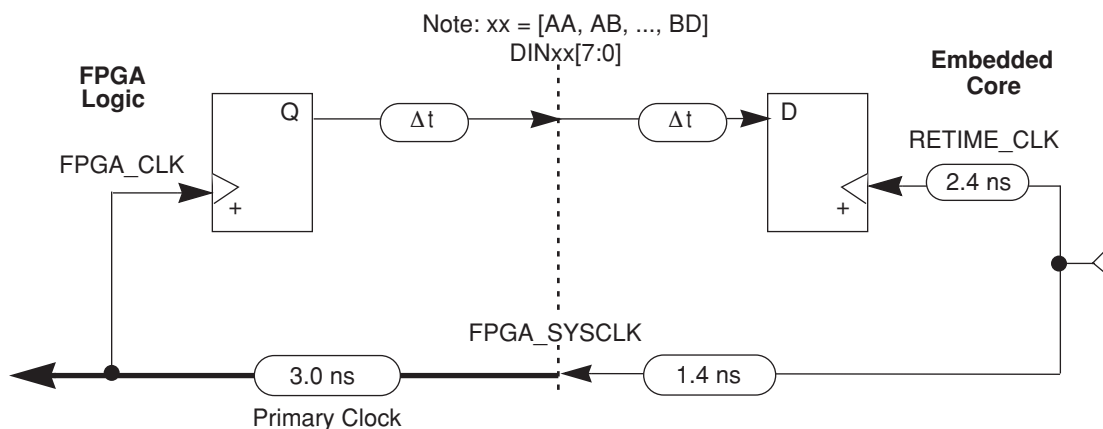 Note: xx = [AA, AB, ..., BD]
DINxx[7:0]
FPGA
Logic
Embedded
Core
Q
Δt
Δt
D
RETIME_CLK
FPGA_CLK
2.4 ns
+
+
FPGA_SYSCLK
3.0 ns
1.4 ns
Primary Clock